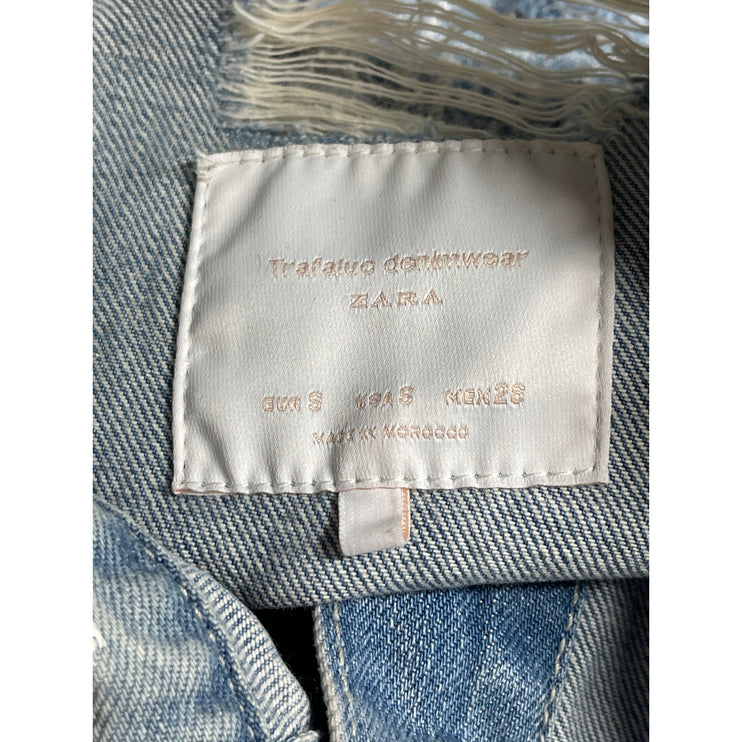 Trafaluc denimwear
ZARA
EUR S USA S MEX 26
MADE IN MOROCCO